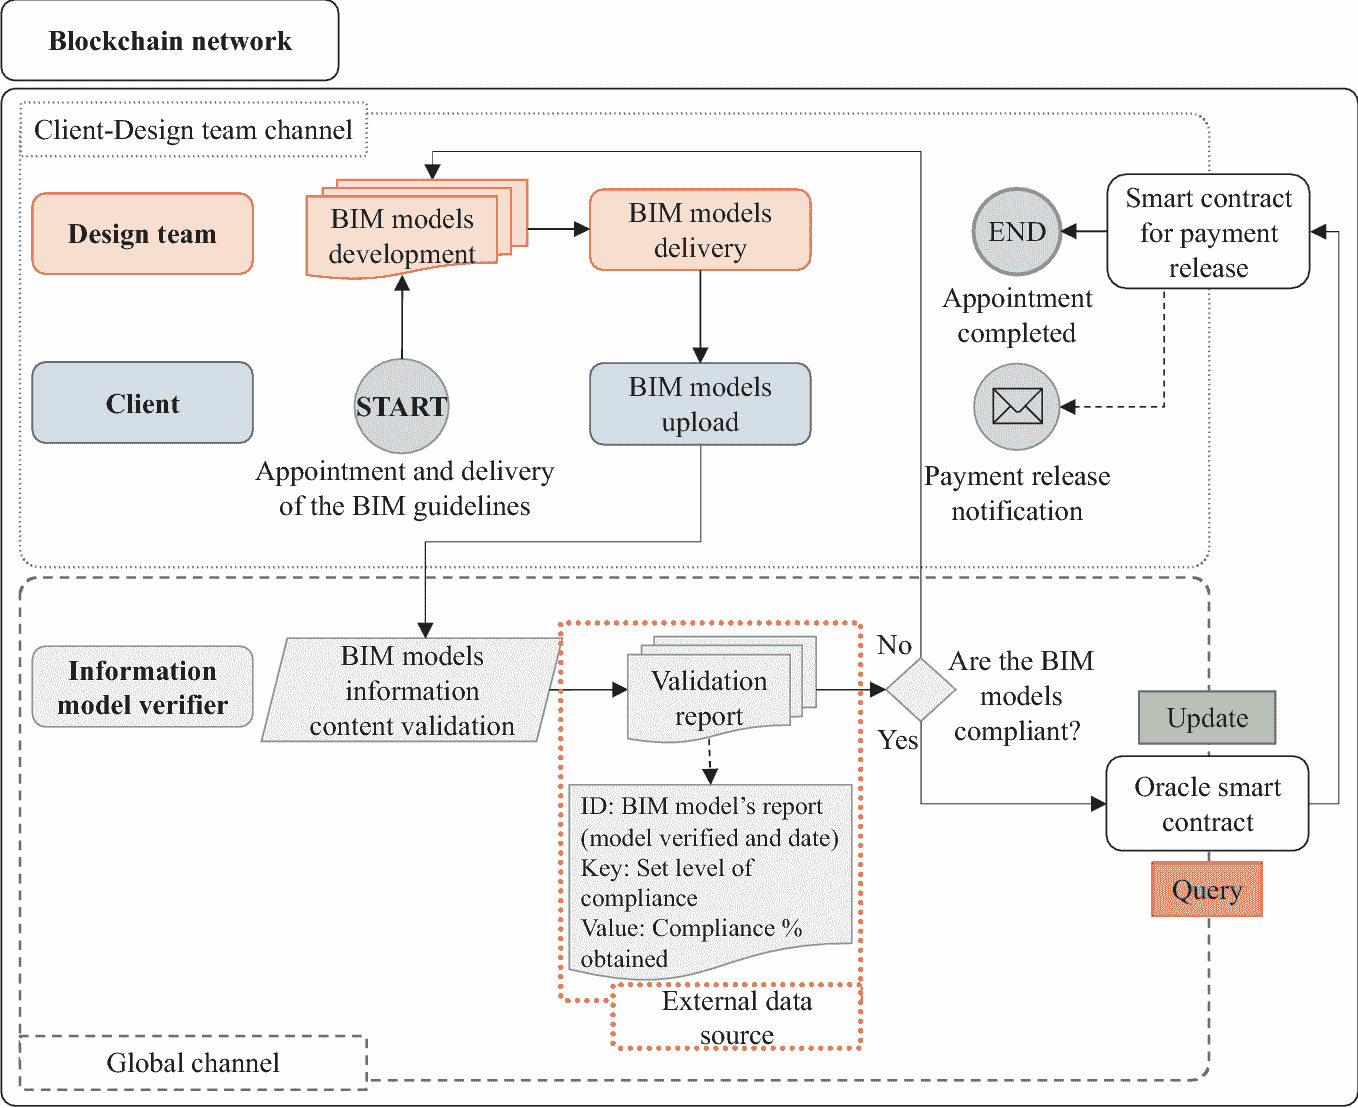 Blockchain network
Client-Design team channel
Design team
BIM models
development
BIM models
delivery
END
Appointment
completed
Smart contract
for payment
release
Client
START
Appointment and delivery
of the BIM guidelines
BIM models
upload
Payment release
notification
Information
model verifier
BIM models
information
content validation
Validation
report
No
Yes
Are the BIM
models
compliant?
Update
Oracle smart
contract
Query
ID: BIM model’s report
(model verified and date)
Key: Set level of
compliance
Value: Compliance %
obtained
External data
source
Global channel